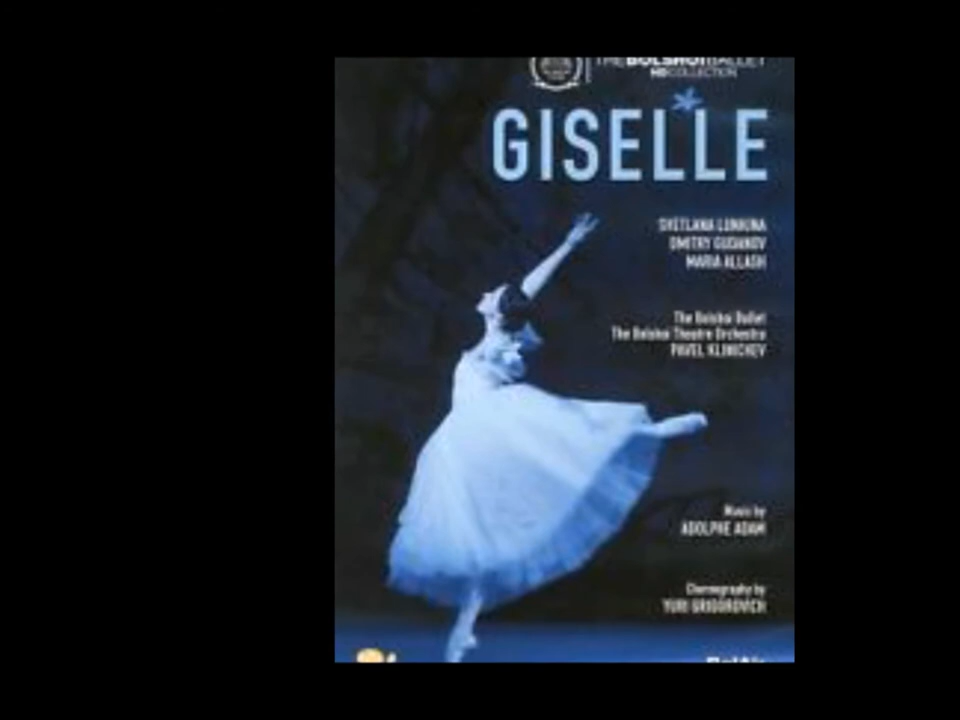 THE BOLSHOI BALLET
HD COLLECTION
GISELLE
SVETLANA LUNKINA
DMITRY GUDANOV
MARIA ALLASH
The Bolshoi Ballet
The Bolshoi Theatre Orchestra
PAVEL KLINICHEV
Music by
ADOLPHE ADAM
Choreography by
YURI GRIGOROVICH